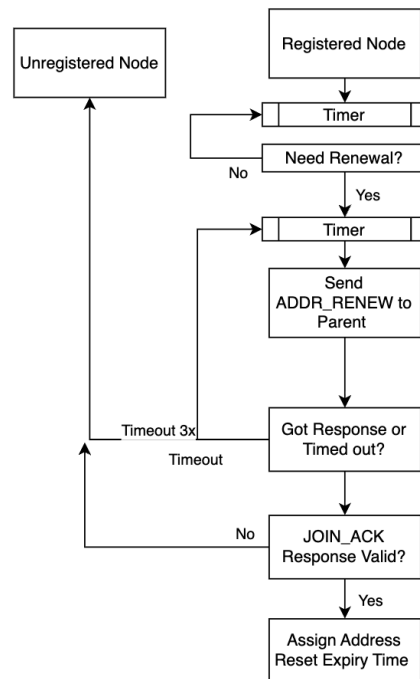 Registered Node
Unregistered Node
Timer
Need Renewal?
No
Yes
Timer
Send
ADDR_RENEW to
Parent
Timeout 3x
Got Response or
Timed out?
Timeout
No
JOIN_ACK
Response Valid?
Yes
Assign Address
Reset Expiry Time